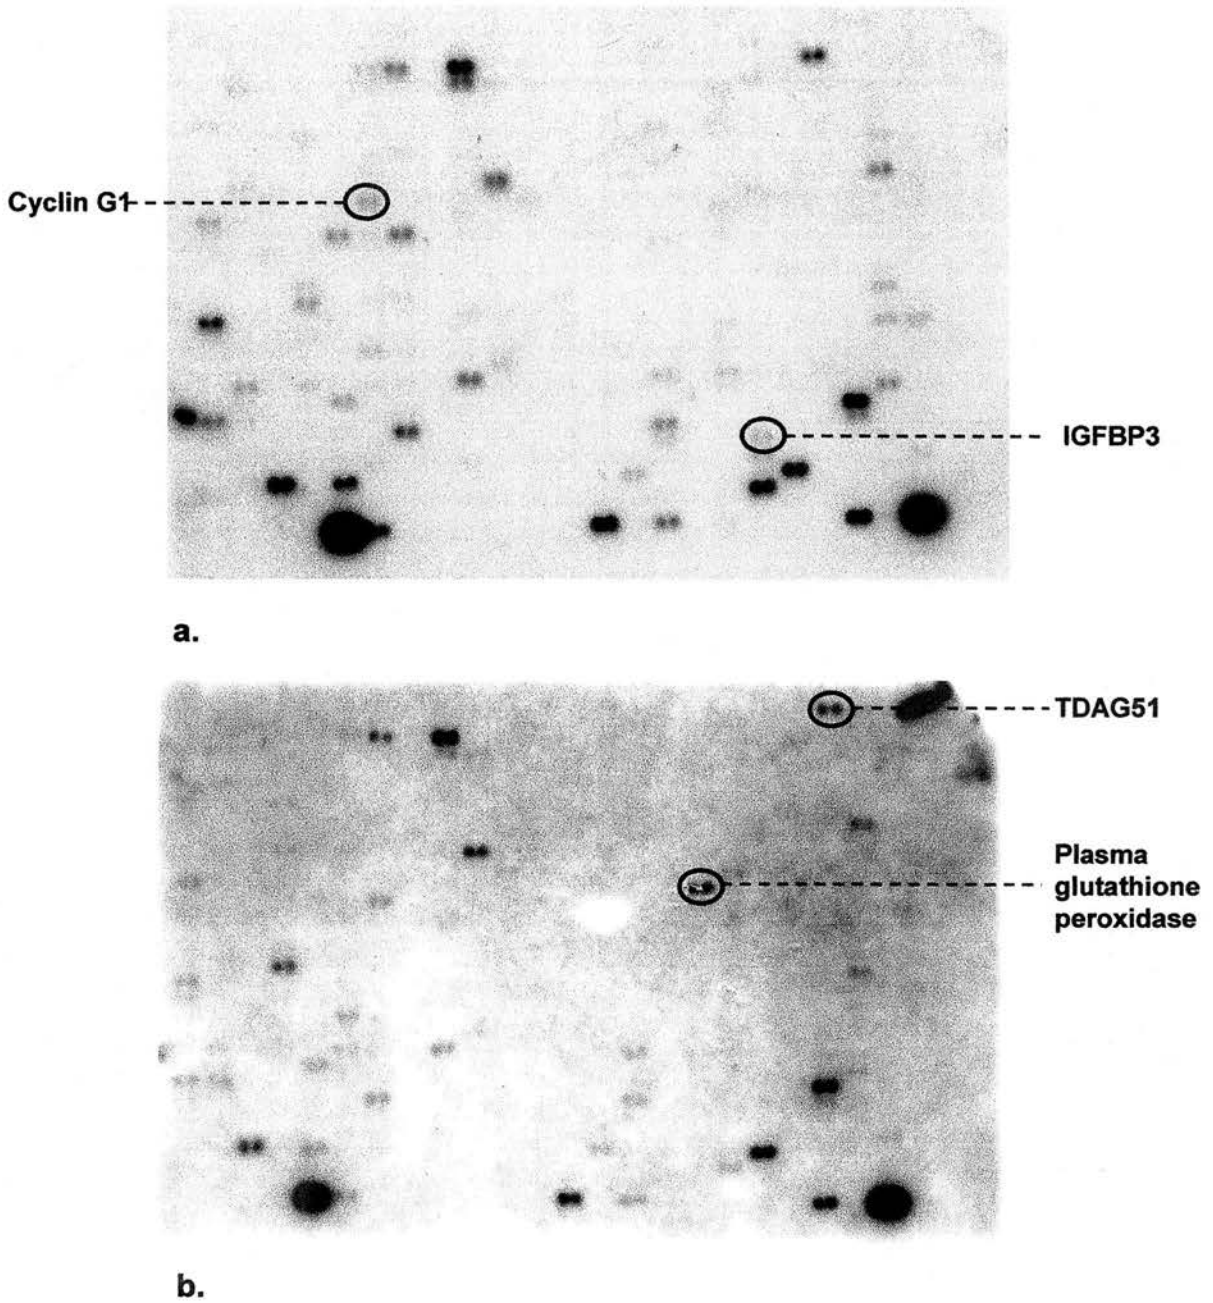 Cyclin G1
IGFBP3
a.
TDAG51
Plasma
glutathione
peroxidase
b.